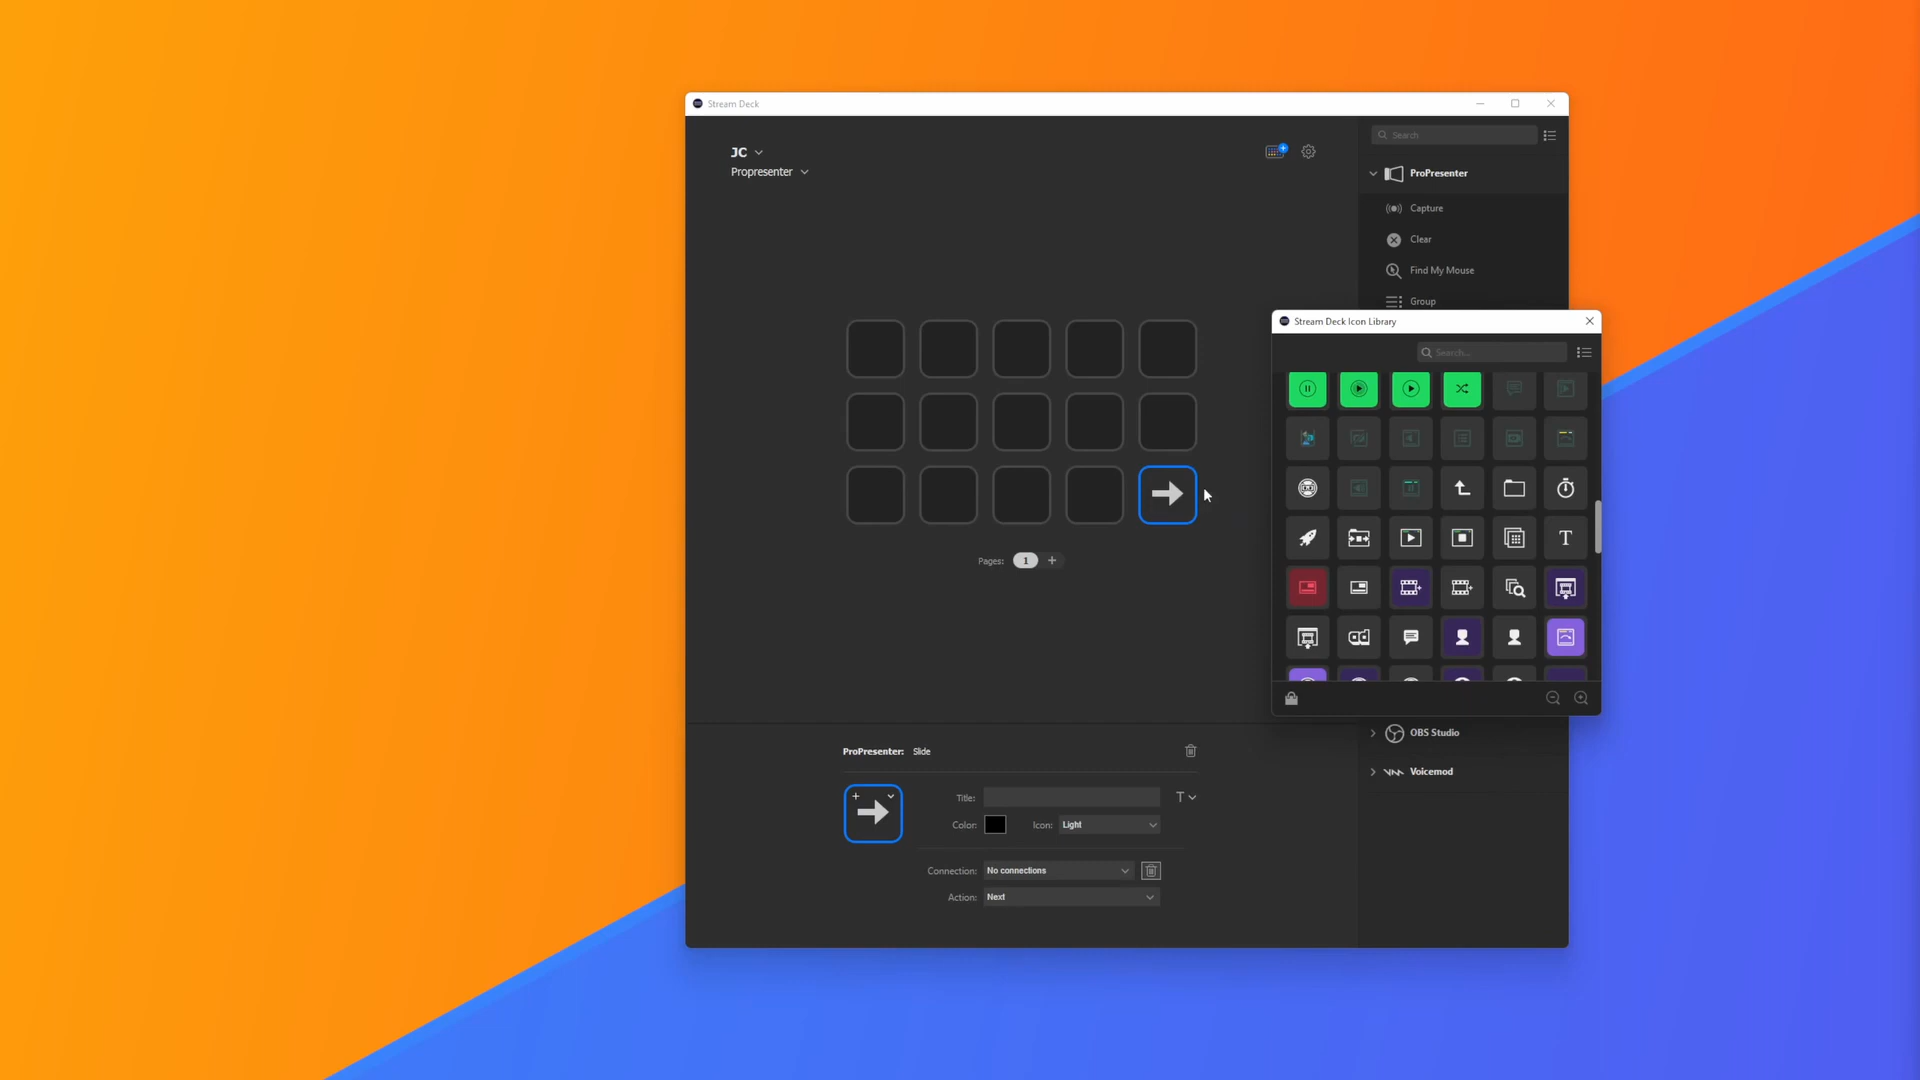 Stream Deck
JC
Propresenter
Search
ProPresenter
Capture
Clear
Find My Mouse
Group
Stream Deck Icon Library
Search...
T
Pages:
1
+
OBS Studio
Voicemod
ProPresenter: Slide
Title:
T
Color:
Icon: Light
Connection: No connections
Action: Next